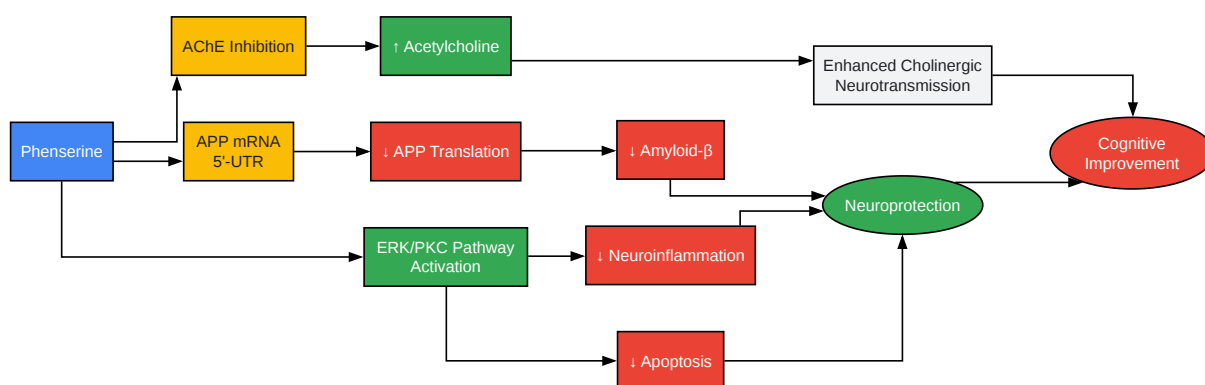 AChE Inhibition
↑ Acetylcholine
Enhanced Cholinergic
Neurotransmission
Phenserine
APP mRNA
5'-UTR
↓ APP Translation
↓ Amyloid-β
Cognitive
Improvement
Neuroprotection
ERK/PKC Pathway
Activation
↓ Neuroinflammation
↓ Apoptosis